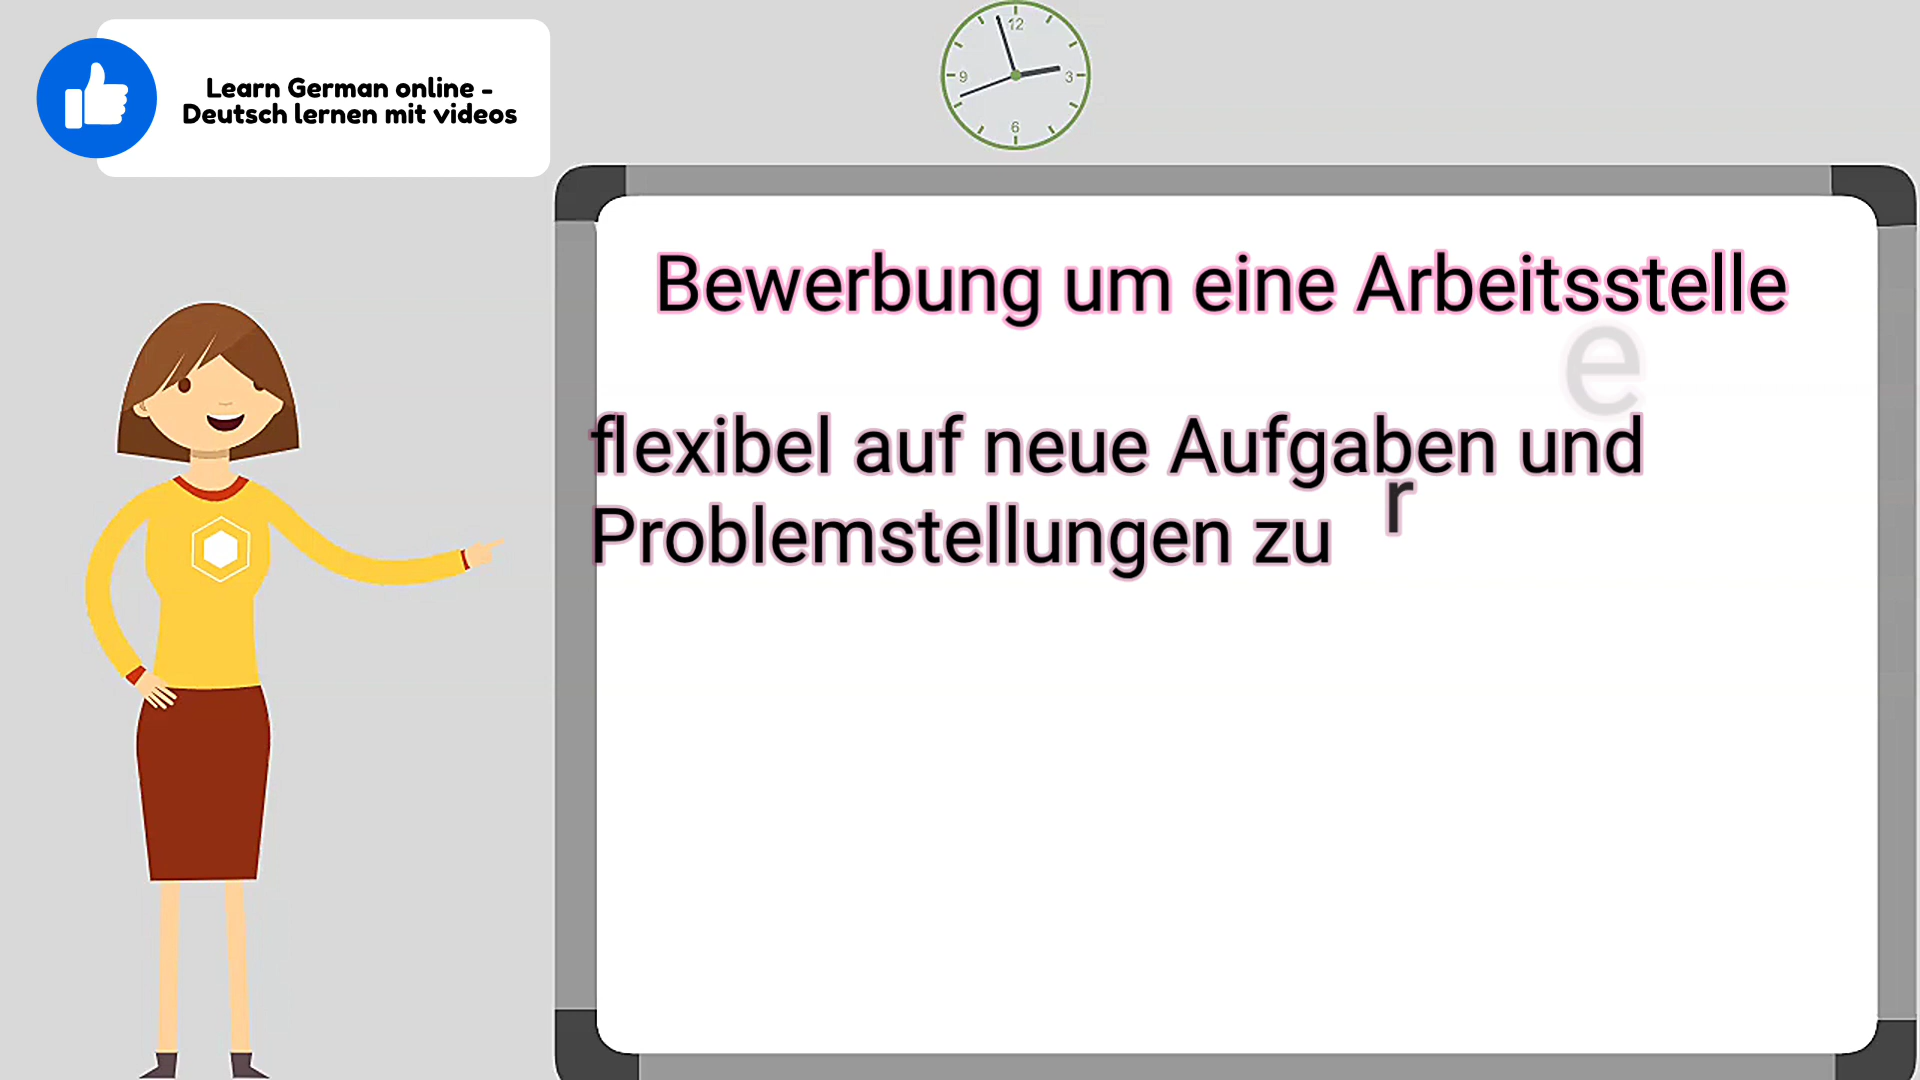 Learn German online -
Deutsch lernen mit videos
12
9
3
6
Bewerbung um eine Arbeitsstelle
flexibel auf neue Aufgaben und
Problemstellungen zu r e